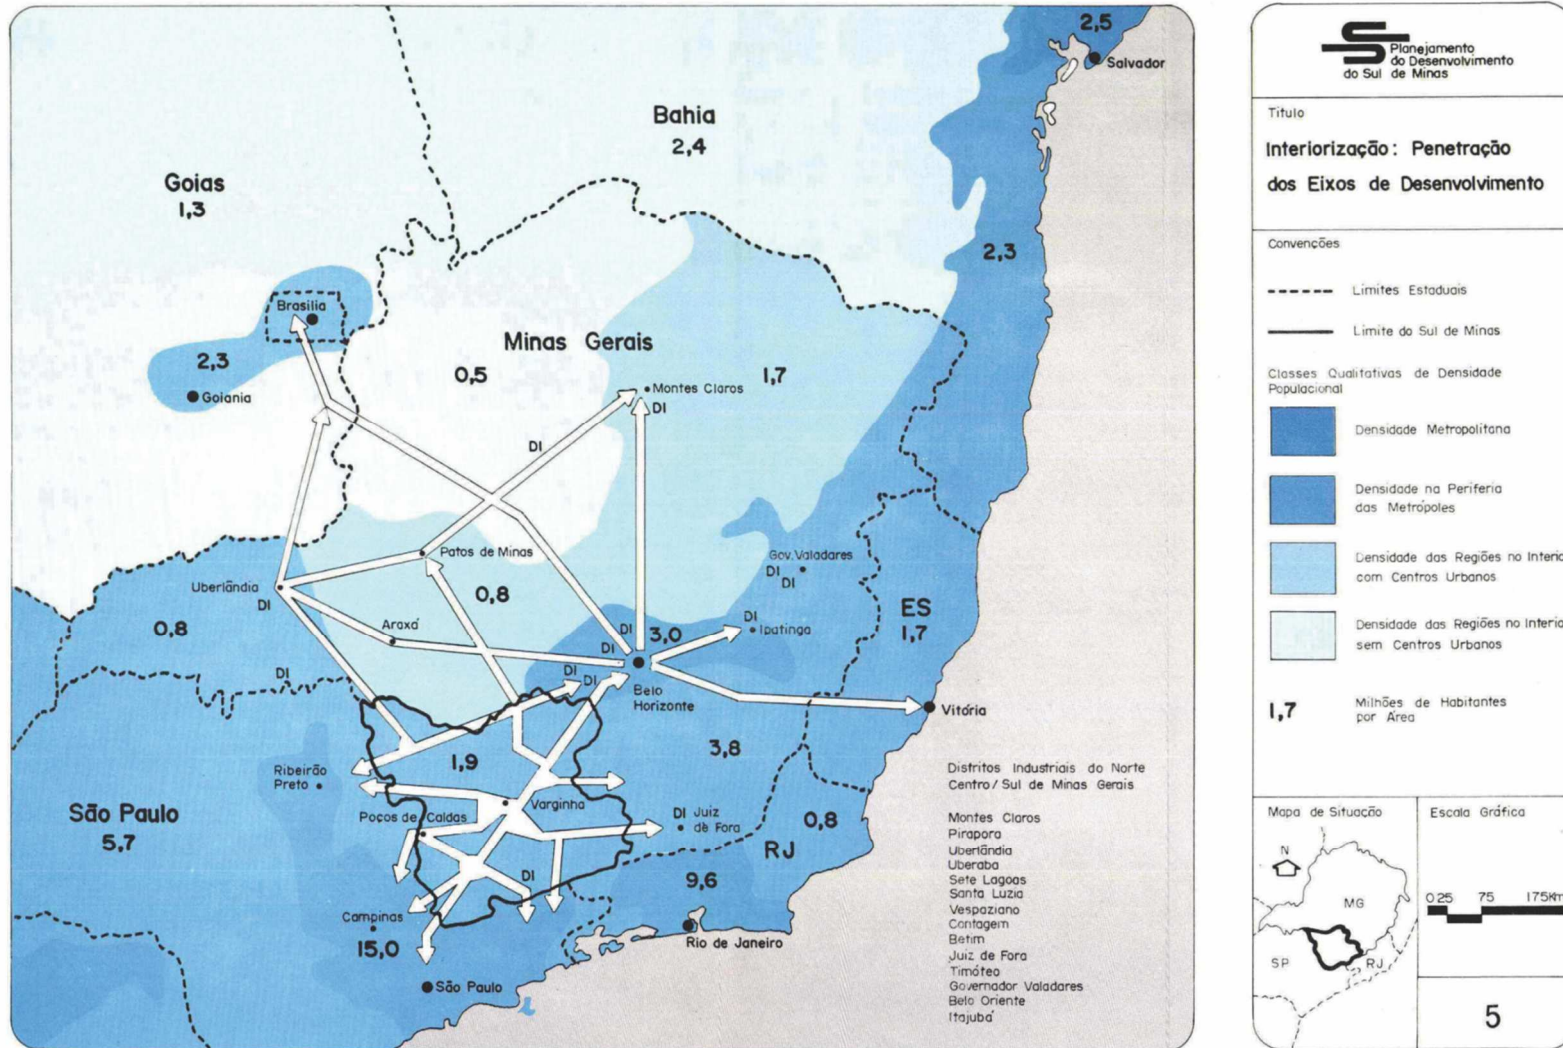 2,5
Salvador
Bahia
2,4
Goias
1,3
2,3
Brasília
Minas Gerais
2,3
Goiania
0,5
Montes Claros
DI
1,7
DI
Patos de Minas
Gov. Valadares
DI
DI
Uberlândia
DI
0,8
ES
1,7
0,8
Araxá
DI
DI
3,0
DI
Ipatinga
DI
DI
DI
Belo
Horizonte
Vitória
3,8
1,9
Ribeirão
Preto
São Paulo
5,7
Varginha
Poços de Caldas
DI Juiz
de Fora
0,8
RJ
DI
9,6
Campinas
15,0
Rio de Janeiro
São Paulo
Distritos Industriais do Norte
Centro/Sul de Minas Gerais
Montes Claros
Pirapora
Uberlândia
Uberaba
Sete Lagoas
Santa Luzia
Vespaziano
Contagem
Betim
Juiz de Fora
Timóteo
Governador Valadares
Belo Oriente
Itajubá
Planejamento
do Desenvolvimento
do Sul de Minas
Título
Interiorização: Penetração
dos Eixos de Desenvolvimento
Convenções
Limites Estaduais
Limite do Sul de Minas
Classes Qualitativas de Densidade
Populacional
Densidade Metropolitana
Densidade na Periferia
das Metrópoles
Densidade das Regiões no Interio
com Centros Urbanos
Densidade das Regiões no Interio
sem Centros Urbanos
1,7
Milhões de Habitantes
por Área
Mapa de Situação
N
MG
SP
RJ
Escala Gráfica
0 25 75 175Km
5